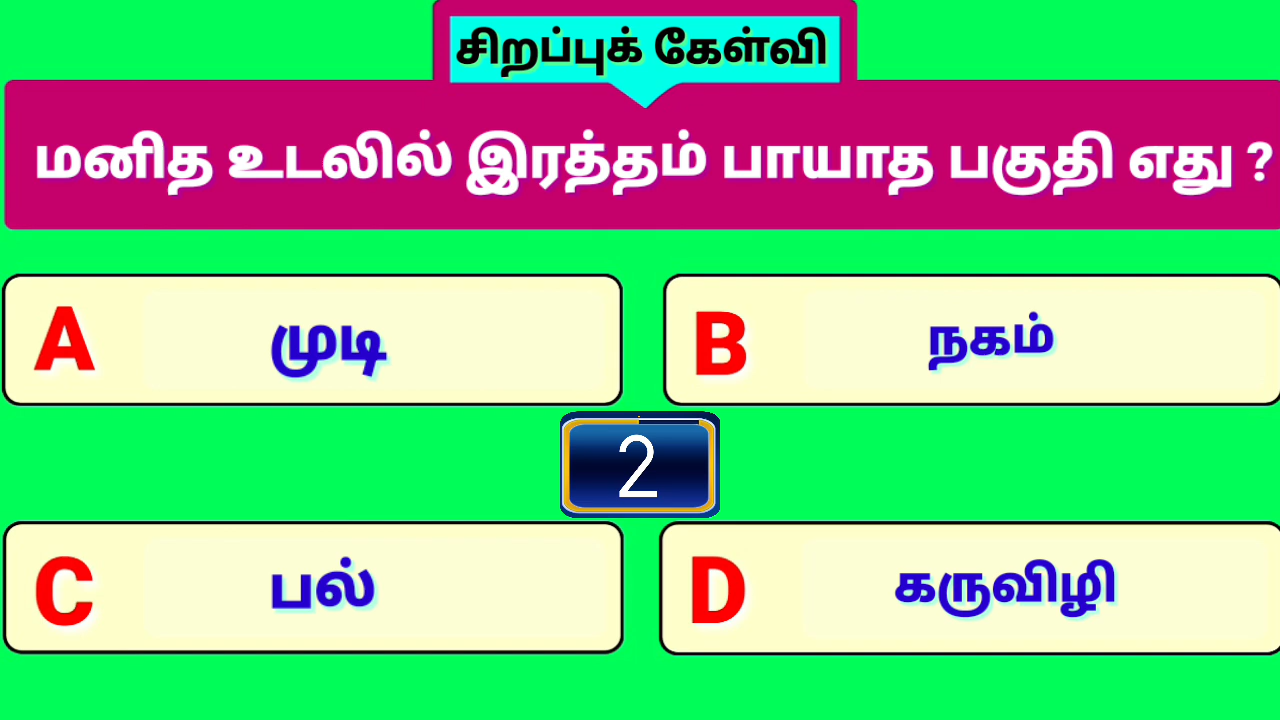 சிறப்புக் கேள்வி
மனித உடலில் இரத்தம் பாயாத பகுதி எது ?
A முடி
B நகம்
2
C பல்
D கருவிழி